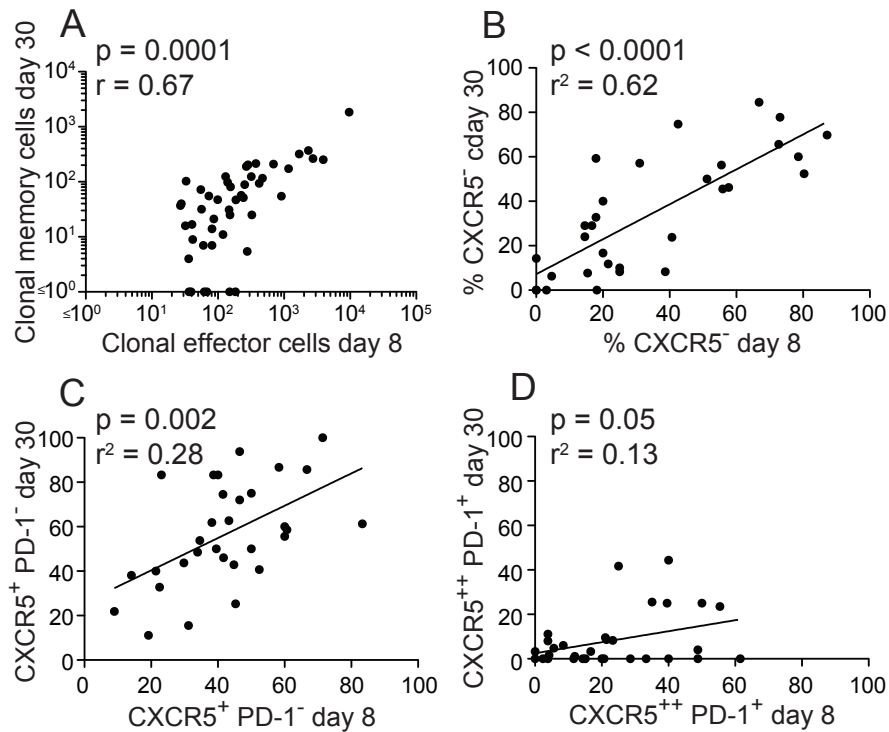 A
p = 0.0001
r = 0.67
Clonal memory cells day 30
10⁴
10³
10²
10¹
≤10⁰
≤10⁰ 10¹ 10² 10³ 10⁴ 10⁵
Clonal effector cells day 8
B
p < 0.0001
r² = 0.62
% CXCR5⁻ cday 30
100
80
60
40
20
0
0 20 40 60 80 100
% CXCR5⁻ day 8
C
p = 0.002
r² = 0.28
CXCR5⁺ PD-1⁻ day 30
100
80
60
40
20
0
0 20 40 60 80 100
CXCR5⁺ PD-1⁻ day 8
D
p = 0.05
r² = 0.13
CXCR5⁺⁺ PD-1⁺ day 30
100
80
60
40
20
0
0 20 40 60 80 100
CXCR5⁺⁺ PD-1⁺ day 8